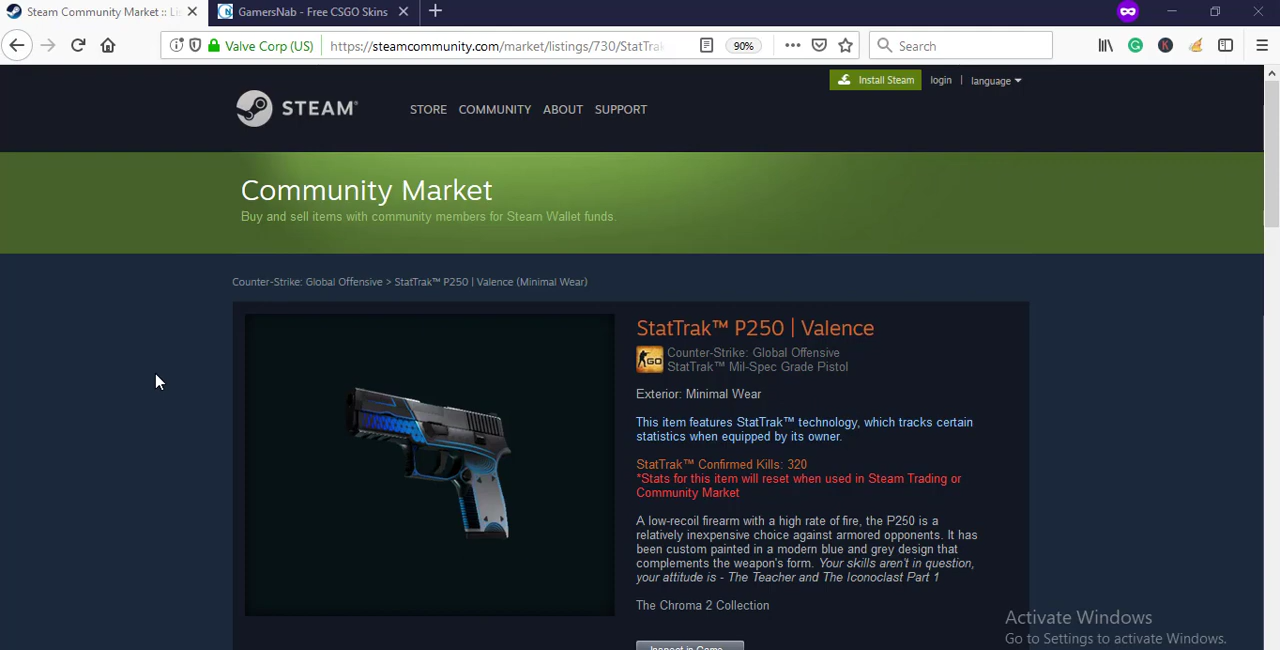 Steam Community Market :: Li
GamersNab - Free CSGO Skins
Valve Corp (US)
https://steamcommunity.com/market/listings/730/StatTra
90%
Search
Install Steam
login
language
STEAM
STORE
COMMUNITY
ABOUT
SUPPORT
Community Market
Buy and sell items with community members for Steam Wallet funds.
Counter-Strike: Global Offensive > StatTrak™ P250 | Valence (Minimal Wear)
StatTrak™ P250 | Valence
GO
Counter-Strike: Global Offensive
StatTrak™ Mil-Spec Grade Pistol
Exterior: Minimal Wear
This item features StatTrak™ technology, which tracks certain
statistics when equipped by its owner.
StatTrak™ Confirmed Kills: 320
*Stats for this item will reset when used in Steam Trading or
Community Market
A low-recoil firearm with a high rate of fire, the P250 is a
relatively inexpensive choice against armored opponents. It has
been custom painted in a modern blue and grey design that
complements the weapon's form. Your skills aren't in question,
your attitude is - The Teacher and The Iconoclast Part 1
The Chroma 2 Collection
Inspect in Game...
Activate Windows
Go to Settings to activate Windows.